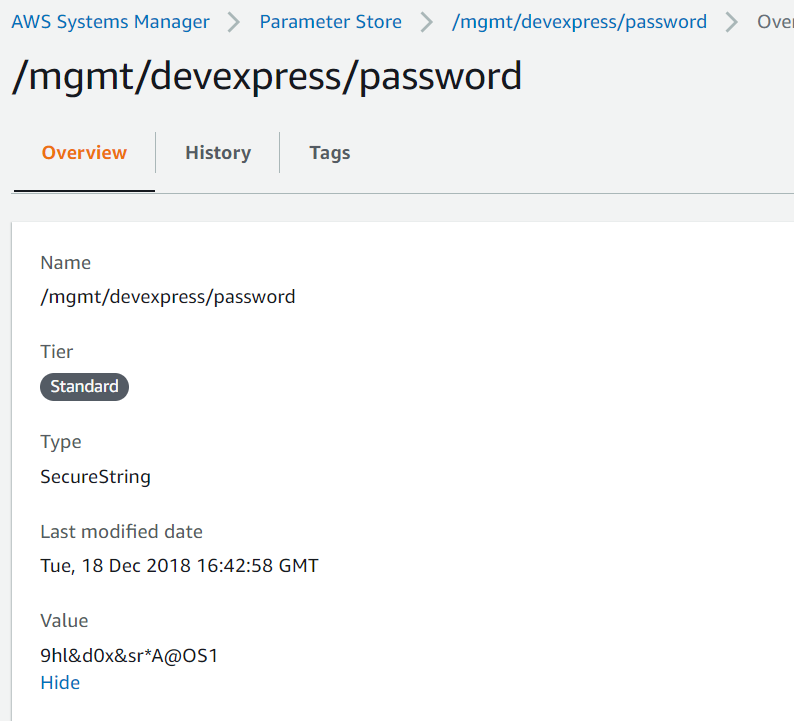 AWS Systems Manager > Parameter Store > /mgmt/devexpress/password >
/mgmt/devexpress/password
Overview History Tags
Name
/mgmt/devexpress/password
Tier
Standard
Type
SecureString
Last modified date
Tue, 18 Dec 2018 16:42:58 GMT
Value
9hl&d0x&sr*A@OS1
Hide